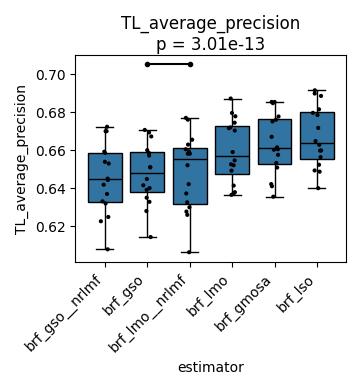 TL_average_precision
p = 3.01e-13
TL_average_precision
0.70
0.68
0.66
0.64
0.62
brf_gso__nrlmf
brf_gso
brf_lmo__nrlmf
brf_lmo
brf_gmosa
brf_lso
estimator